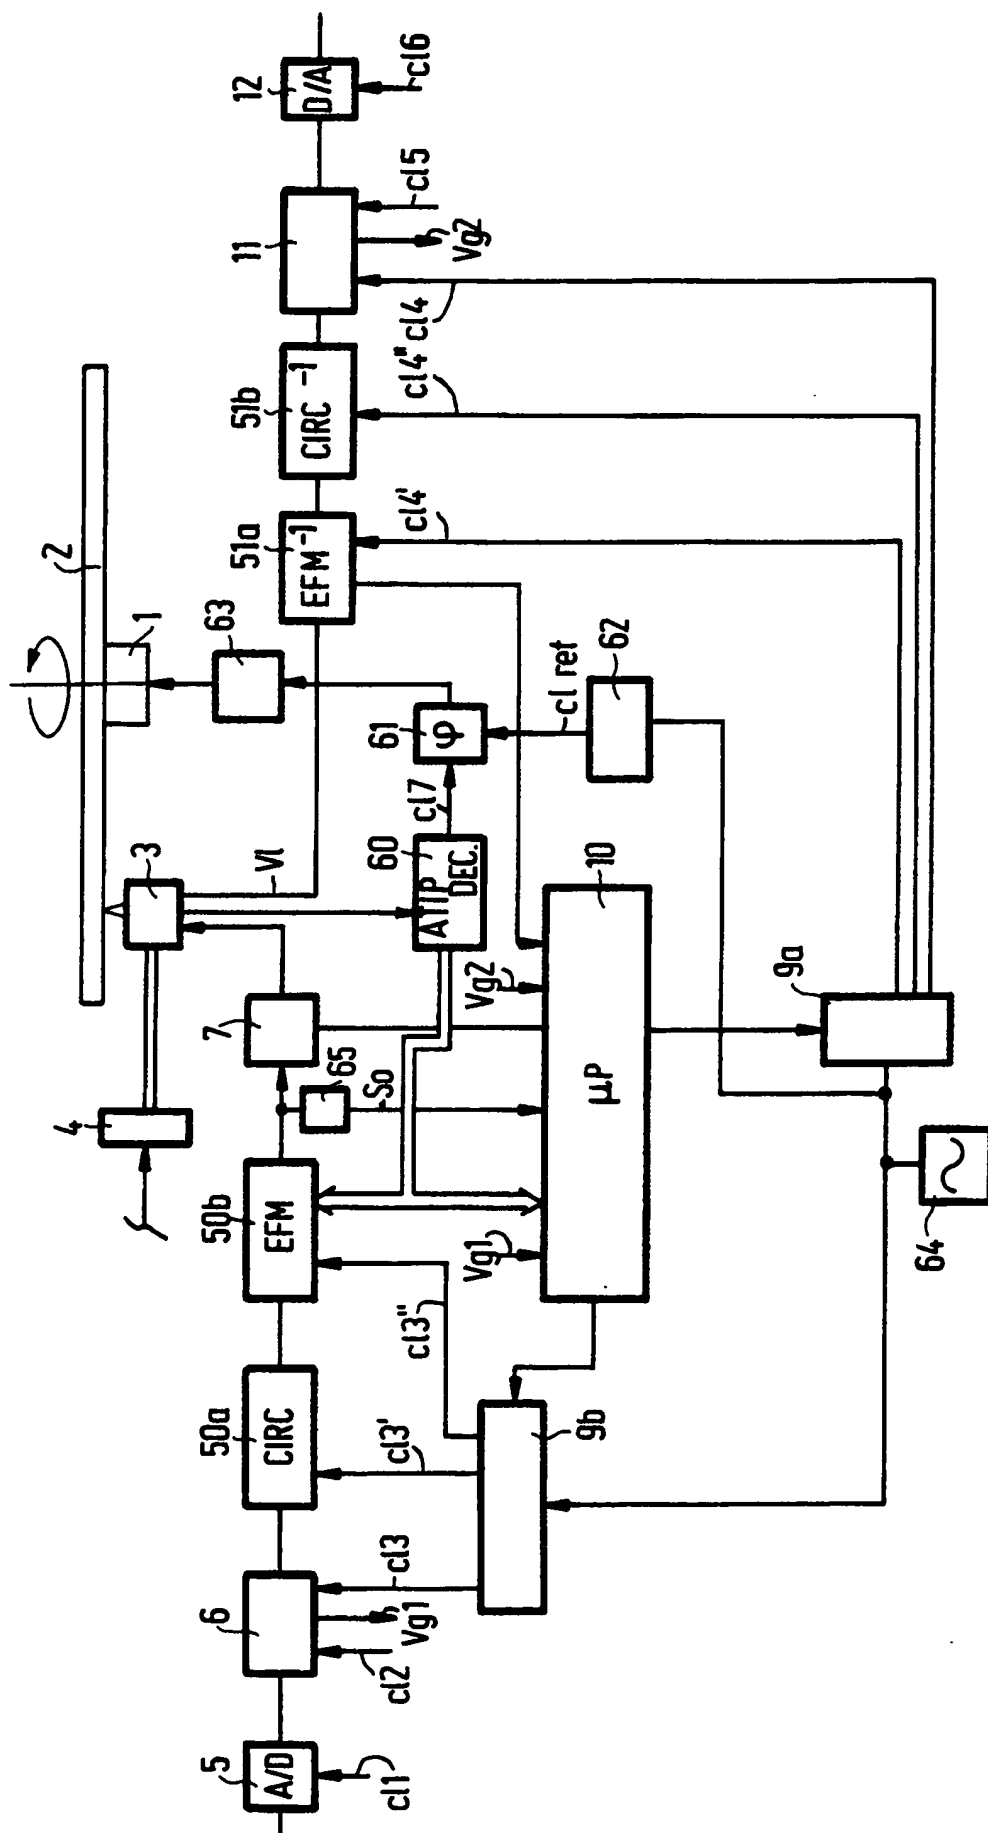 2
1
3
4
63
12
D/A
cl6
11
cl5
Vg2
cl4
51b
CIRC⁻¹
cl4"
51a
EFM⁻¹
cl4'
Vl
61
φ
cl ref
62
cl7
60
ATIP
DEC.
7
65
So
50b
EFM
50a
CIRC
6
5
A/D
cl1
cl2
Vg1
cl3
cl3'
cl3"
Vg1
Vg2
10
μP
9a
9b
64